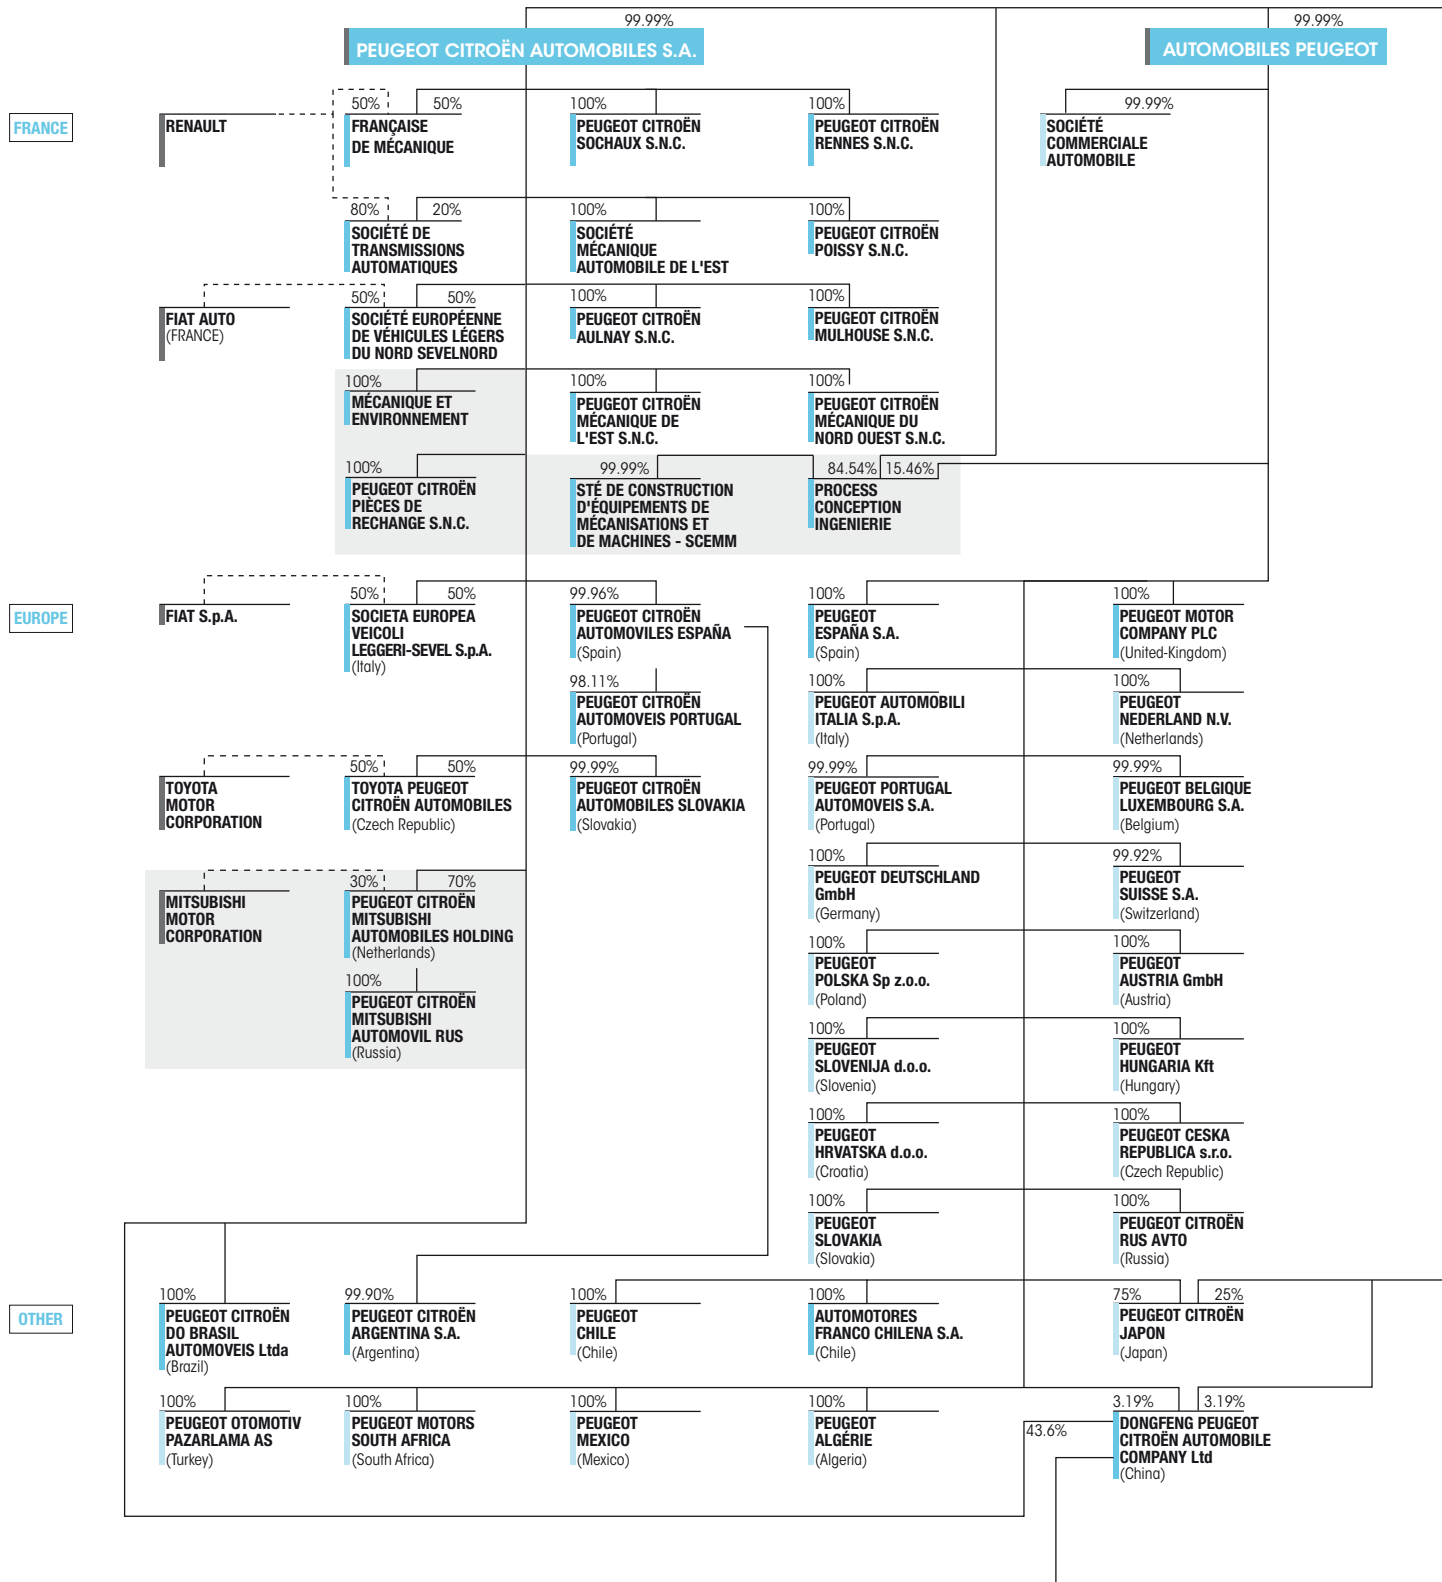 99.99%
99.99%
PEUGEOT CITROËN AUTOMOBILES S.A.
AUTOMOBILES PEUGEOT
FRANCE
RENAULT
50%
50%
FRANÇAISE
DE MÉCANIQUE
100%
PEUGEOT CITROËN
SOCHAUX S.N.C.
100%
PEUGEOT CITROËN
RENNES S.N.C.
99.99%
SOCIÉTÉ
COMMERCIALE
AUTOMOBILE
80%
20%
SOCIÉTÉ DE
TRANSMISSIONS
AUTOMATIQUES
100%
SOCIÉTÉ
MÉCANIQUE
AUTOMOBILE DE L'EST
100%
PEUGEOT CITROËN
POISSY S.N.C.
FIAT AUTO
(FRANCE)
50%
50%
SOCIÉTÉ EUROPÉENNE
DE VÉHICULES LÉGERS
DU NORD SEVELNORD
100%
PEUGEOT CITROËN
AULNAY S.N.C.
100%
PEUGEOT CITROËN
MULHOUSE S.N.C.
100%
MÉCANIQUE ET
ENVIRONNEMENT
100%
PEUGEOT CITROËN
MÉCANIQUE DE
L'EST S.N.C.
100%
PEUGEOT CITROËN
MÉCANIQUE DU
NORD OUEST S.N.C.
100%
PEUGEOT CITROËN
PIÈCES DE
RECHANGE S.N.C.
99.99%
STÉ DE CONSTRUCTION
D'ÉQUIPEMENTS DE
MÉCANISATIONS ET
DE MACHINES - SCEMM
84.54%
15.46%
PROCESS
CONCEPTION
INGENIERIE
EUROPE
FIAT S.p.A.
50%
50%
SOCIETA EUROPEA
VEICOLI
LEGGERI-SEVEL S.p.A.
(Italy)
99.96%
PEUGEOT CITROËN
AUTOMOVILES ESPAÑA
(Spain)
100%
PEUGEOT
ESPAÑA S.A.
(Spain)
100%
PEUGEOT MOTOR
COMPANY PLC
(United-Kingdom)
98.11%
PEUGEOT CITROËN
AUTOMOVEIS PORTUGAL
(Portugal)
100%
PEUGEOT AUTOMOBILI
ITALIA S.p.A.
(Italy)
100%
PEUGEOT
NEDERLAND N.V.
(Netherlands)
TOYOTA
MOTOR
CORPORATION
50%
50%
TOYOTA PEUGEOT
CITROËN AUTOMOBILES
(Czech Republic)
99.99%
PEUGEOT CITROËN
AUTOMOBILES SLOVAKIA
(Slovakia)
99.99%
PEUGEOT PORTUGAL
AUTOMOVEIS S.A.
(Portugal)
99.99%
PEUGEOT BELGIQUE
LUXEMBOURG S.A.
(Belgium)
MITSUBISHI
MOTOR
CORPORATION
30%
70%
PEUGEOT CITROËN
MITSUBISHI
AUTOMOBILES HOLDING
(Netherlands)
100%
PEUGEOT DEUTSCHLAND
GmbH
(Germany)
99.92%
PEUGEOT
SUISSE S.A.
(Switzerland)
100%
PEUGEOT CITROËN
MITSUBISHI
AUTOMOVIL RUS
(Russia)
100%
PEUGEOT
POLSKA Sp z.o.o.
(Poland)
100%
PEUGEOT
AUSTRIA GmbH
(Austria)
100%
PEUGEOT
SLOVENIJA d.o.o.
(Slovenia)
100%
PEUGEOT
HUNGARIA Kft
(Hungary)
100%
PEUGEOT
HRVATSKA d.o.o.
(Croatia)
100%
PEUGEOT CESKA
REPUBLICA s.r.o.
(Czech Republic)
100%
PEUGEOT
SLOVAKIA
(Slovakia)
100%
PEUGEOT CITROËN
RUS AVTO
(Russia)
OTHER
100%
PEUGEOT CITROËN
DO BRASIL
AUTOMOVEIS Ltda
(Brazil)
99.90%
PEUGEOT CITROËN
ARGENTINA S.A.
(Argentina)
100%
PEUGEOT
CHILE
(Chile)
100%
AUTOMOTORES
FRANCO CHILENA S.A.
(Chile)
75%
25%
PEUGEOT CITROËN
JAPON
(Japan)
100%
PEUGEOT OTOMOTIV
PAZARLAMA AS
(Turkey)
100%
PEUGEOT MOTORS
SOUTH AFRICA
(South Africa)
100%
PEUGEOT
MEXICO
(Mexico)
100%
PEUGEOT
ALGÉRIE
(Algeria)
43.6%
3.19%
3.19%
DONGFENG PEUGEOT
CITROËN AUTOMOBILE
COMPANY Ltd
(China)